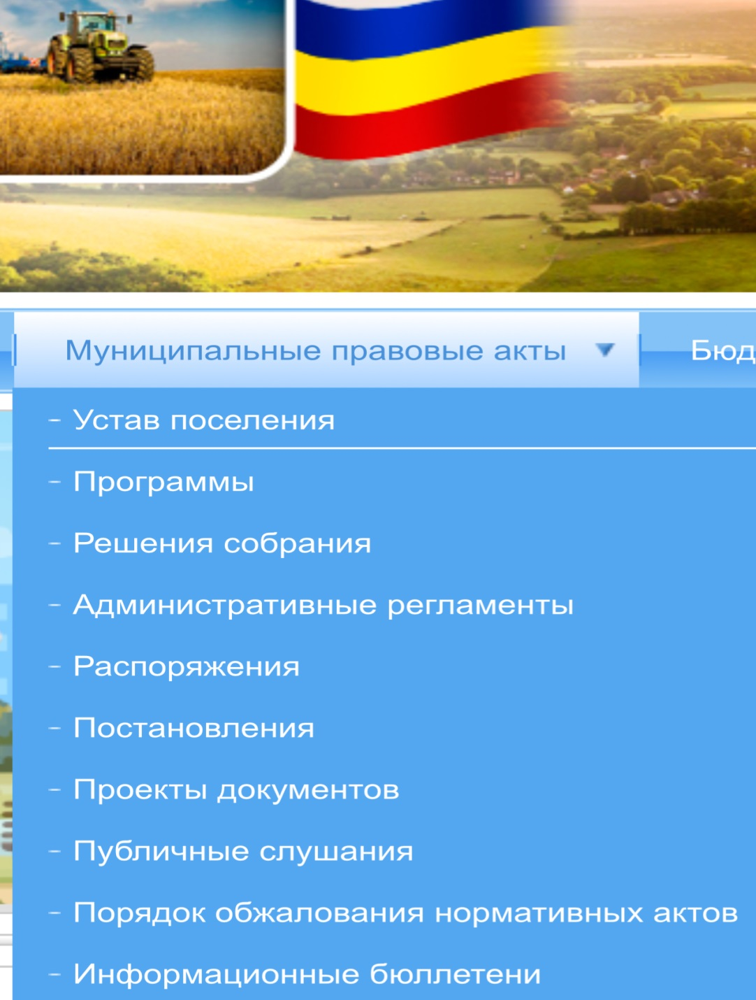 Муниципальные правовые акты
Бюд
- Устав поселения
- Программы
- Решения собрания
- Административные регламенты
- Распоряжения
- Постановления
- Проекты документов
- Публичные слушания
- Порядок обжалования нормативных актов
- Информационные бюллетени